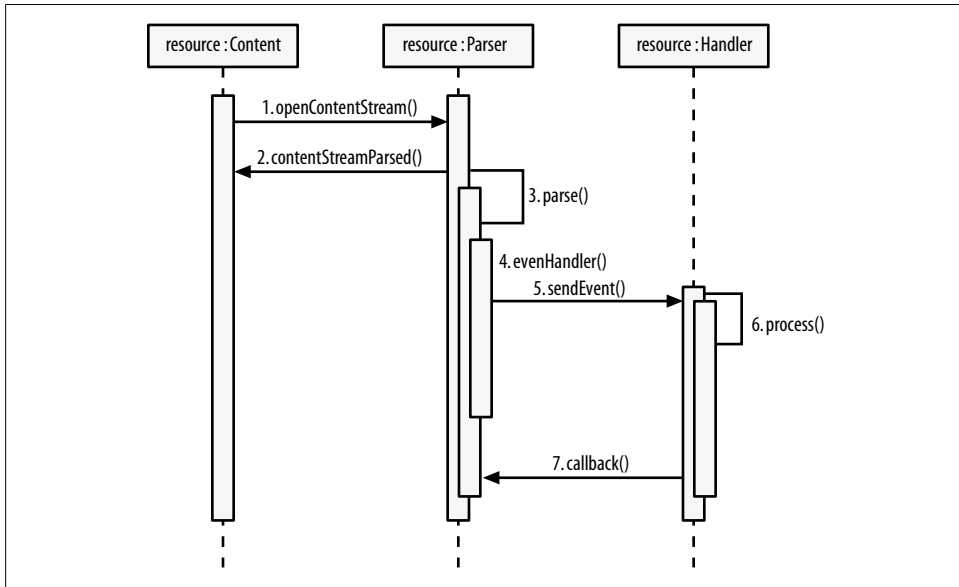 resource : Content
resource : Parser
resource : Handler
1. openContentStream()
2. contentStreamParsed()
3. parse()
4. evenHandler()
5. sendEvent()
6. process()
7. callback()